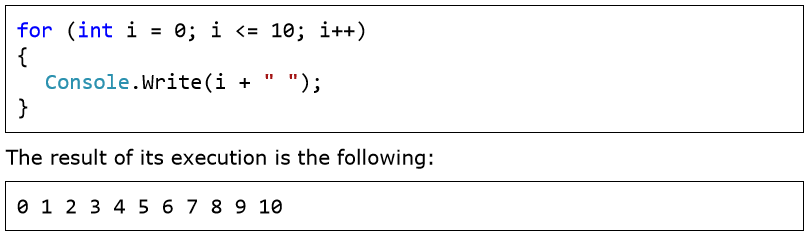 for (int i = 0; i <= 10; i++)
{
   Console.Write(i + " ");
}
The result of its execution is the following:
0 1 2 3 4 5 6 7 8 9 10